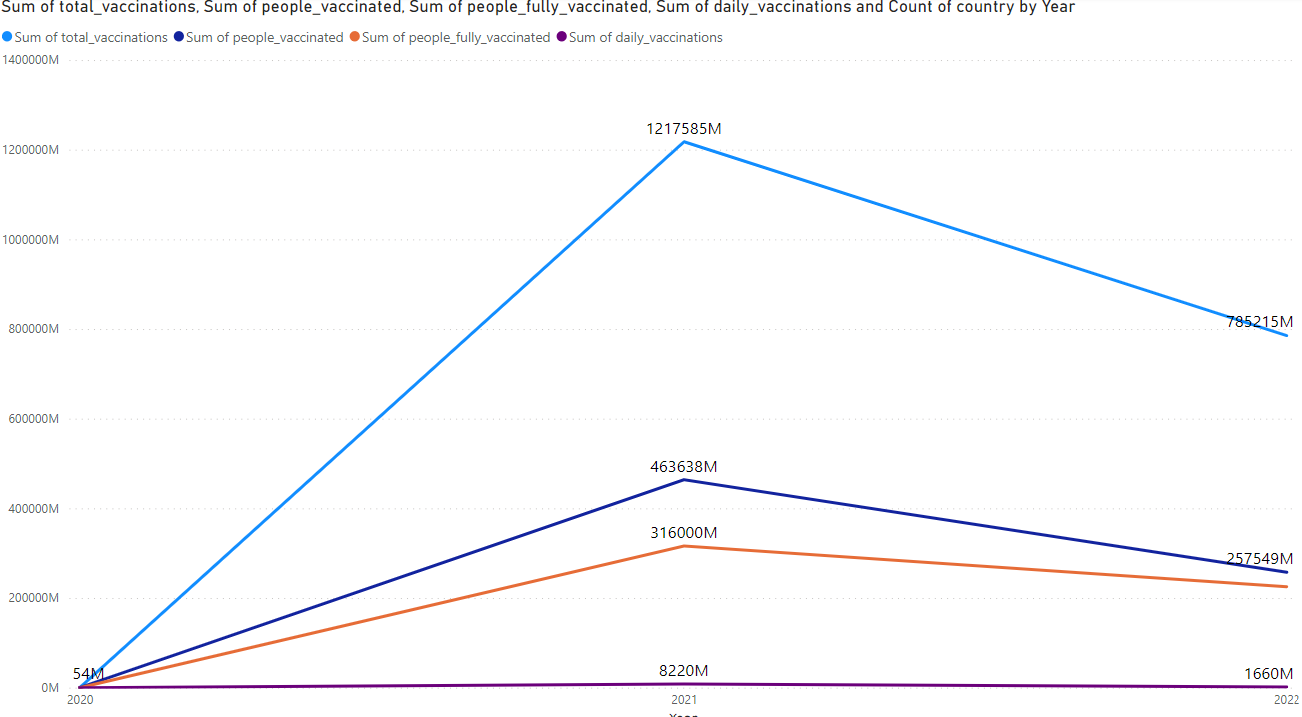 Sum of total_vaccinations, Sum of people_vaccinated, Sum of people_fully_vaccinated, Sum of daily_vaccinations and Count of country by Year
Sum of total_vaccinations Sum of people_vaccinated Sum of people_fully_vaccinated Sum of daily_vaccinations
1400000M
1217585M
1200000M
1000000M
800000M
785215M
600000M
463638M
400000M
316000M
257549M
200000M
54M
8220M
1660M
0M
2020 2021 2022
Year